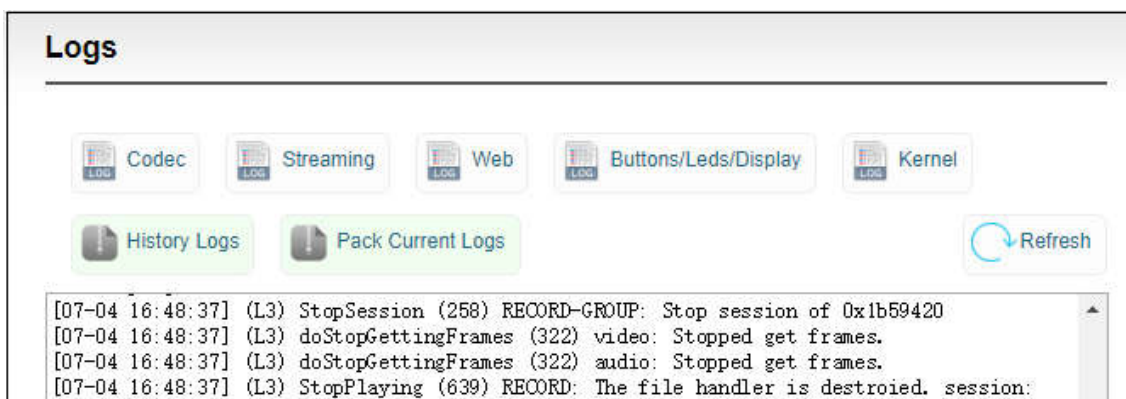 Logs
Codec Streaming Web Buttons/Leds/Display Kernel
LOG LOG LOG LOG LOG
History Logs Pack Current Logs Refresh
[07-04 16:48:37] (L3) StopSession (258) RECORD-GROUP: Stop session of 0x1b59420
[07-04 16:48:37] (L3) doStopGettingFrames (322) video: Stopped get frames.
[07-04 16:48:37] (L3) doStopGettingFrames (322) audio: Stopped get frames.
[07-04 16:48:37] (L3) StopPlaying (639) RECORD: The file handler is destroied. session: